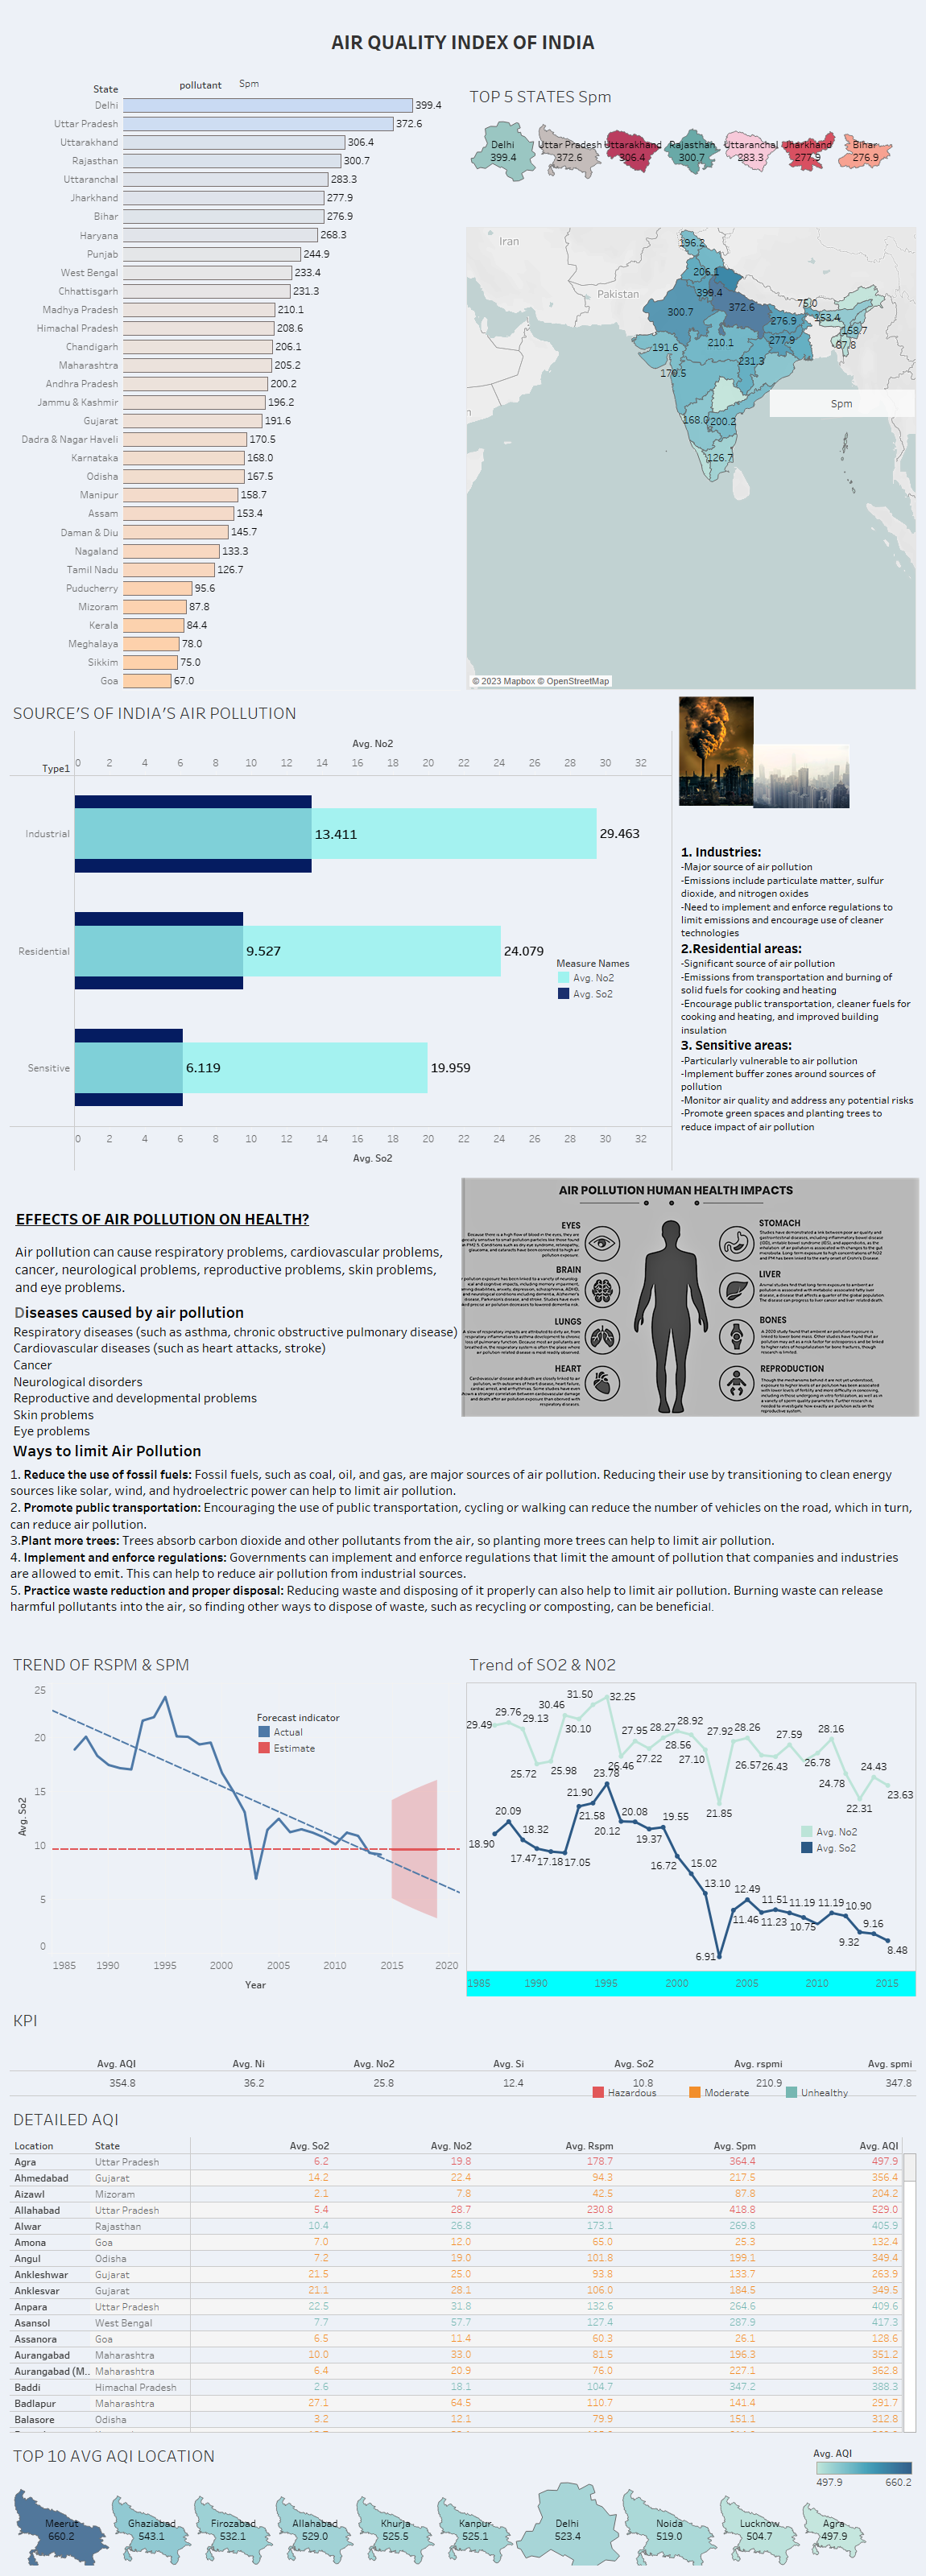 AIR QUALITY INDEX OF INDIA
State pollutant Spm
Delhi 399.4
Uttar Pradesh 372.6
Uttarakhand 306.4
Rajasthan 300.7
Uttaranchal 283.3
Jharkhand 277.9
Bihar 276.9
Haryana 268.3
Punjab 244.9
West Bengal 233.4
Chhattisgarh 231.3
Madhya Pradesh 210.1
Himachal Pradesh 208.6
Chandigarh 206.1
Maharashtra 205.2
Andhra Pradesh 200.2
Jammu & Kashmir 196.2
Gujarat 191.6
Dadra & Nagar Haveli 170.5
Karnataka 168.0
Odisha 167.5
Manipur 158.7
Assam 153.4
Daman & Diu 145.7
Nagaland 133.3
Tamil Nadu 126.7
Puducherry 95.6
Mizoram 87.8
Kerala 84.4
Meghalaya 78.0
Sikkim 75.0
Goa 67.0
TOP 5 STATES Spm
Delhi Uttar Pradesh Uttarakhand Rajasthan Uttaranchal Jharkhand Bihar
399.4 372.6 306.4 300.7 283.3 277.9 276.9
Iran
196.2
206.1
Pakistan
399.4
300.7
372.6
75.0
276.9
153.4
158.7
191.6
210.1
277.9
87.8
231.3
170.5
Spm
168.0
200.2
126.7
© 2023 Mapbox © OpenStreetMap
SOURCE'S OF INDIA'S AIR POLLUTION
Avg. No2
Type1 0 2 4 6 8 10 12 14 16 18 20 22 24 26 28 30 32
Industrial 13.411 29.463
Residential 9.527 24.079
Measure Names
Avg. No2
Avg. So2
Sensitive 6.119 19.959
0 2 4 6 8 10 12 14 16 18 20 22 24 26 28 30 32
Avg. So2
1. Industries:
-Major source of air pollution
-Emissions include particulate matter, sulfur
dioxide, and nitrogen oxides
-Need to implement and enforce regulations to
limit emissions and encourage use of cleaner
technologies
2.Residential areas:
-Significant source of air pollution
-Emissions from transportation and burning of
solid fuels for cooking and heating
-Encourage public transportation, cleaner fuels for
cooking and heating, and improved building
insulation
3. Sensitive areas:
-Particularly vulnerable to air pollution
-Implement buffer zones around sources of
pollution
-Monitor air quality and address any potential risks
-Promote green spaces and planting trees to
reduce impact of air pollution
EFFECTS OF AIR POLLUTION ON HEALTH?
Air pollution can cause respiratory problems, cardiovascular problems,
cancer, neurological problems, reproductive problems, skin problems,
and eye problems.
Diseases caused by air pollution
Respiratory diseases (such as asthma, chronic obstructive pulmonary disease)
Cardiovascular diseases (such as heart attacks, stroke)
Cancer
Neurological disorders
Reproductive and developmental problems
Skin problems
Eye problems
AIR POLLUTION HUMAN HEALTH IMPACTS
EYES
BRAIN
LUNGS
HEART
STOMACH
LIVER
BONES
REPRODUCTION
Ways to limit Air Pollution
1. Reduce the use of fossil fuels: Fossil fuels, such as coal, oil, and gas, are major sources of air pollution. Reducing their use by transitioning to clean energy
sources like solar, wind, and hydroelectric power can help to limit air pollution.
2. Promote public transportation: Encouraging the use of public transportation, cycling or walking can reduce the number of vehicles on the road, which in turn,
can reduce air pollution.
3.Plant more trees: Trees absorb carbon dioxide and other pollutants from the air, so planting more trees can help to limit air pollution.
4. Implement and enforce regulations: Governments can implement and enforce regulations that limit the amount of pollution that companies and industries
are allowed to emit. This can help to reduce air pollution from industrial sources.
5. Practice waste reduction and proper disposal: Reducing waste and disposing of it properly can also help to limit air pollution. Burning waste can release
harmful pollutants into the air, so finding other ways to dispose of waste, such as recycling or composting, can be beneficial.
TREND OF RSPM & SPM
25
20
15
10
5
0
Avg. So2
Forecast indicator
Actual
Estimate
1985 1990 1995 2000 2005 2010 2015 2020
Year
Trend of SO2 & N02
29.49 29.76 29.13 25.72 25.98 30.46 30.10 31.50 32.25 26.46 27.95 27.22 28.27 28.56 28.92 27.10 27.92 21.85 28.26 26.57 26.43 27.59 26.78 28.16 24.78 22.31 24.43 23.63
18.90 20.09 18.32 17.47 17.18 17.05 21.90 21.58 23.78 20.12 20.08 19.37 19.55 16.72 15.02 13.10 6.91 11.46 12.49 11.23 11.51 11.19 10.75 11.19 10.90 9.32 9.16 8.48
Avg. No2
Avg. So2
1985 1990 1995 2000 2005 2010 2015
KPI
Avg. AQI Avg. Ni Avg. No2 Avg. Si Avg. So2 Avg. rspmi Avg. spmi
354.8 36.2 25.8 12.4 10.8 210.9 347.8
Hazardous Moderate Unhealthy
DETAILED AQI
Location State Avg. So2 Avg. No2 Avg. Rspm Avg. Spm Avg. AQI
Agra Uttar Pradesh 6.2 19.8 178.7 364.4 497.9
Ahmedabad Gujarat 14.2 22.4 94.3 217.5 356.4
Aizawl Mizoram 2.1 7.8 42.5 87.8 204.2
Allahabad Uttar Pradesh 5.4 28.7 230.8 418.8 529.0
Alwar Rajasthan 10.4 26.8 173.1 269.8 405.9
Amona Goa 7.0 12.0 65.0 25.3 132.4
Angul Odisha 7.2 19.0 101.8 199.1 349.4
Ankleshwar Gujarat 21.5 25.0 93.8 133.7 263.9
Anklesvar Gujarat 21.1 28.1 106.0 184.5 349.5
Anpara Uttar Pradesh 22.5 31.8 132.6 264.6 409.6
Asansol West Bengal 7.7 57.7 127.4 287.9 417.3
Assanora Goa 6.5 11.4 60.3 26.1 128.6
Aurangabad Maharashtra 10.0 33.0 81.5 196.3 351.2
Aurangabad (M.. Maharashtra 6.4 20.9 76.0 227.1 362.8
Baddi Himachal Pradesh 2.6 18.1 104.7 347.2 388.3
Badlapur Maharashtra 27.1 64.5 110.7 141.4 291.7
Balasore Odisha 3.2 12.1 79.9 151.1 312.8
TOP 10 AVG AQI LOCATION
Avg. AQI
497.9 660.2
Meerut Ghaziabad Firozabad Allahabad Khurja Kanpur Delhi Noida Lucknow Agra
660.2 543.1 532.1 529.0 525.5 525.1 523.4 519.0 504.7 497.9